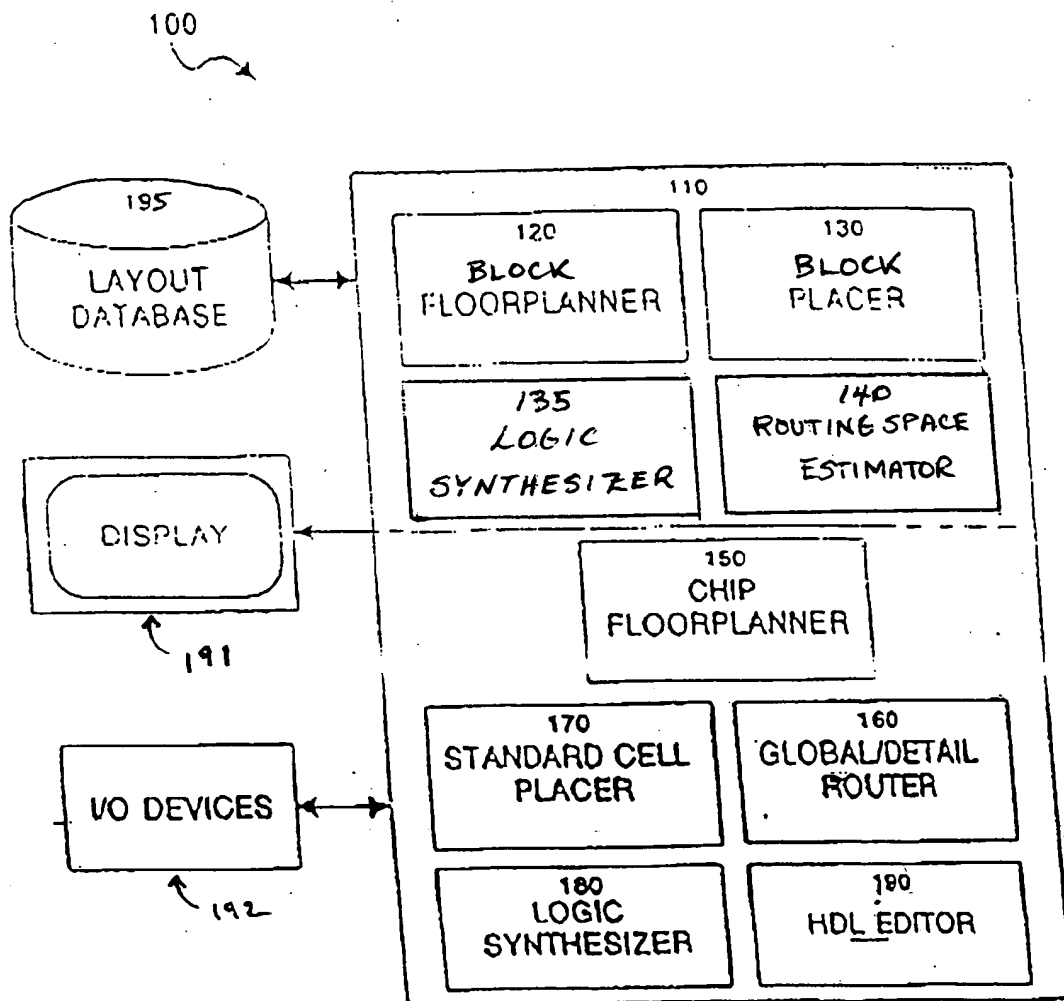 100
195
LAYOUT
DATABASE
110
120
BLOCK
FLOORPLANNER
130
BLOCK
PLACER
135
LOGIC
SYNTHESIZER
140
ROUTING SPACE
ESTIMATOR
DISPLAY
191
150
CHIP
FLOORPLANNER
I/O DEVICES
192
170
STANDARD CELL
PLACER
160
GLOBAL/DETAIL
ROUTER
180
LOGIC
SYNTHESIZER
190
HDL EDITOR